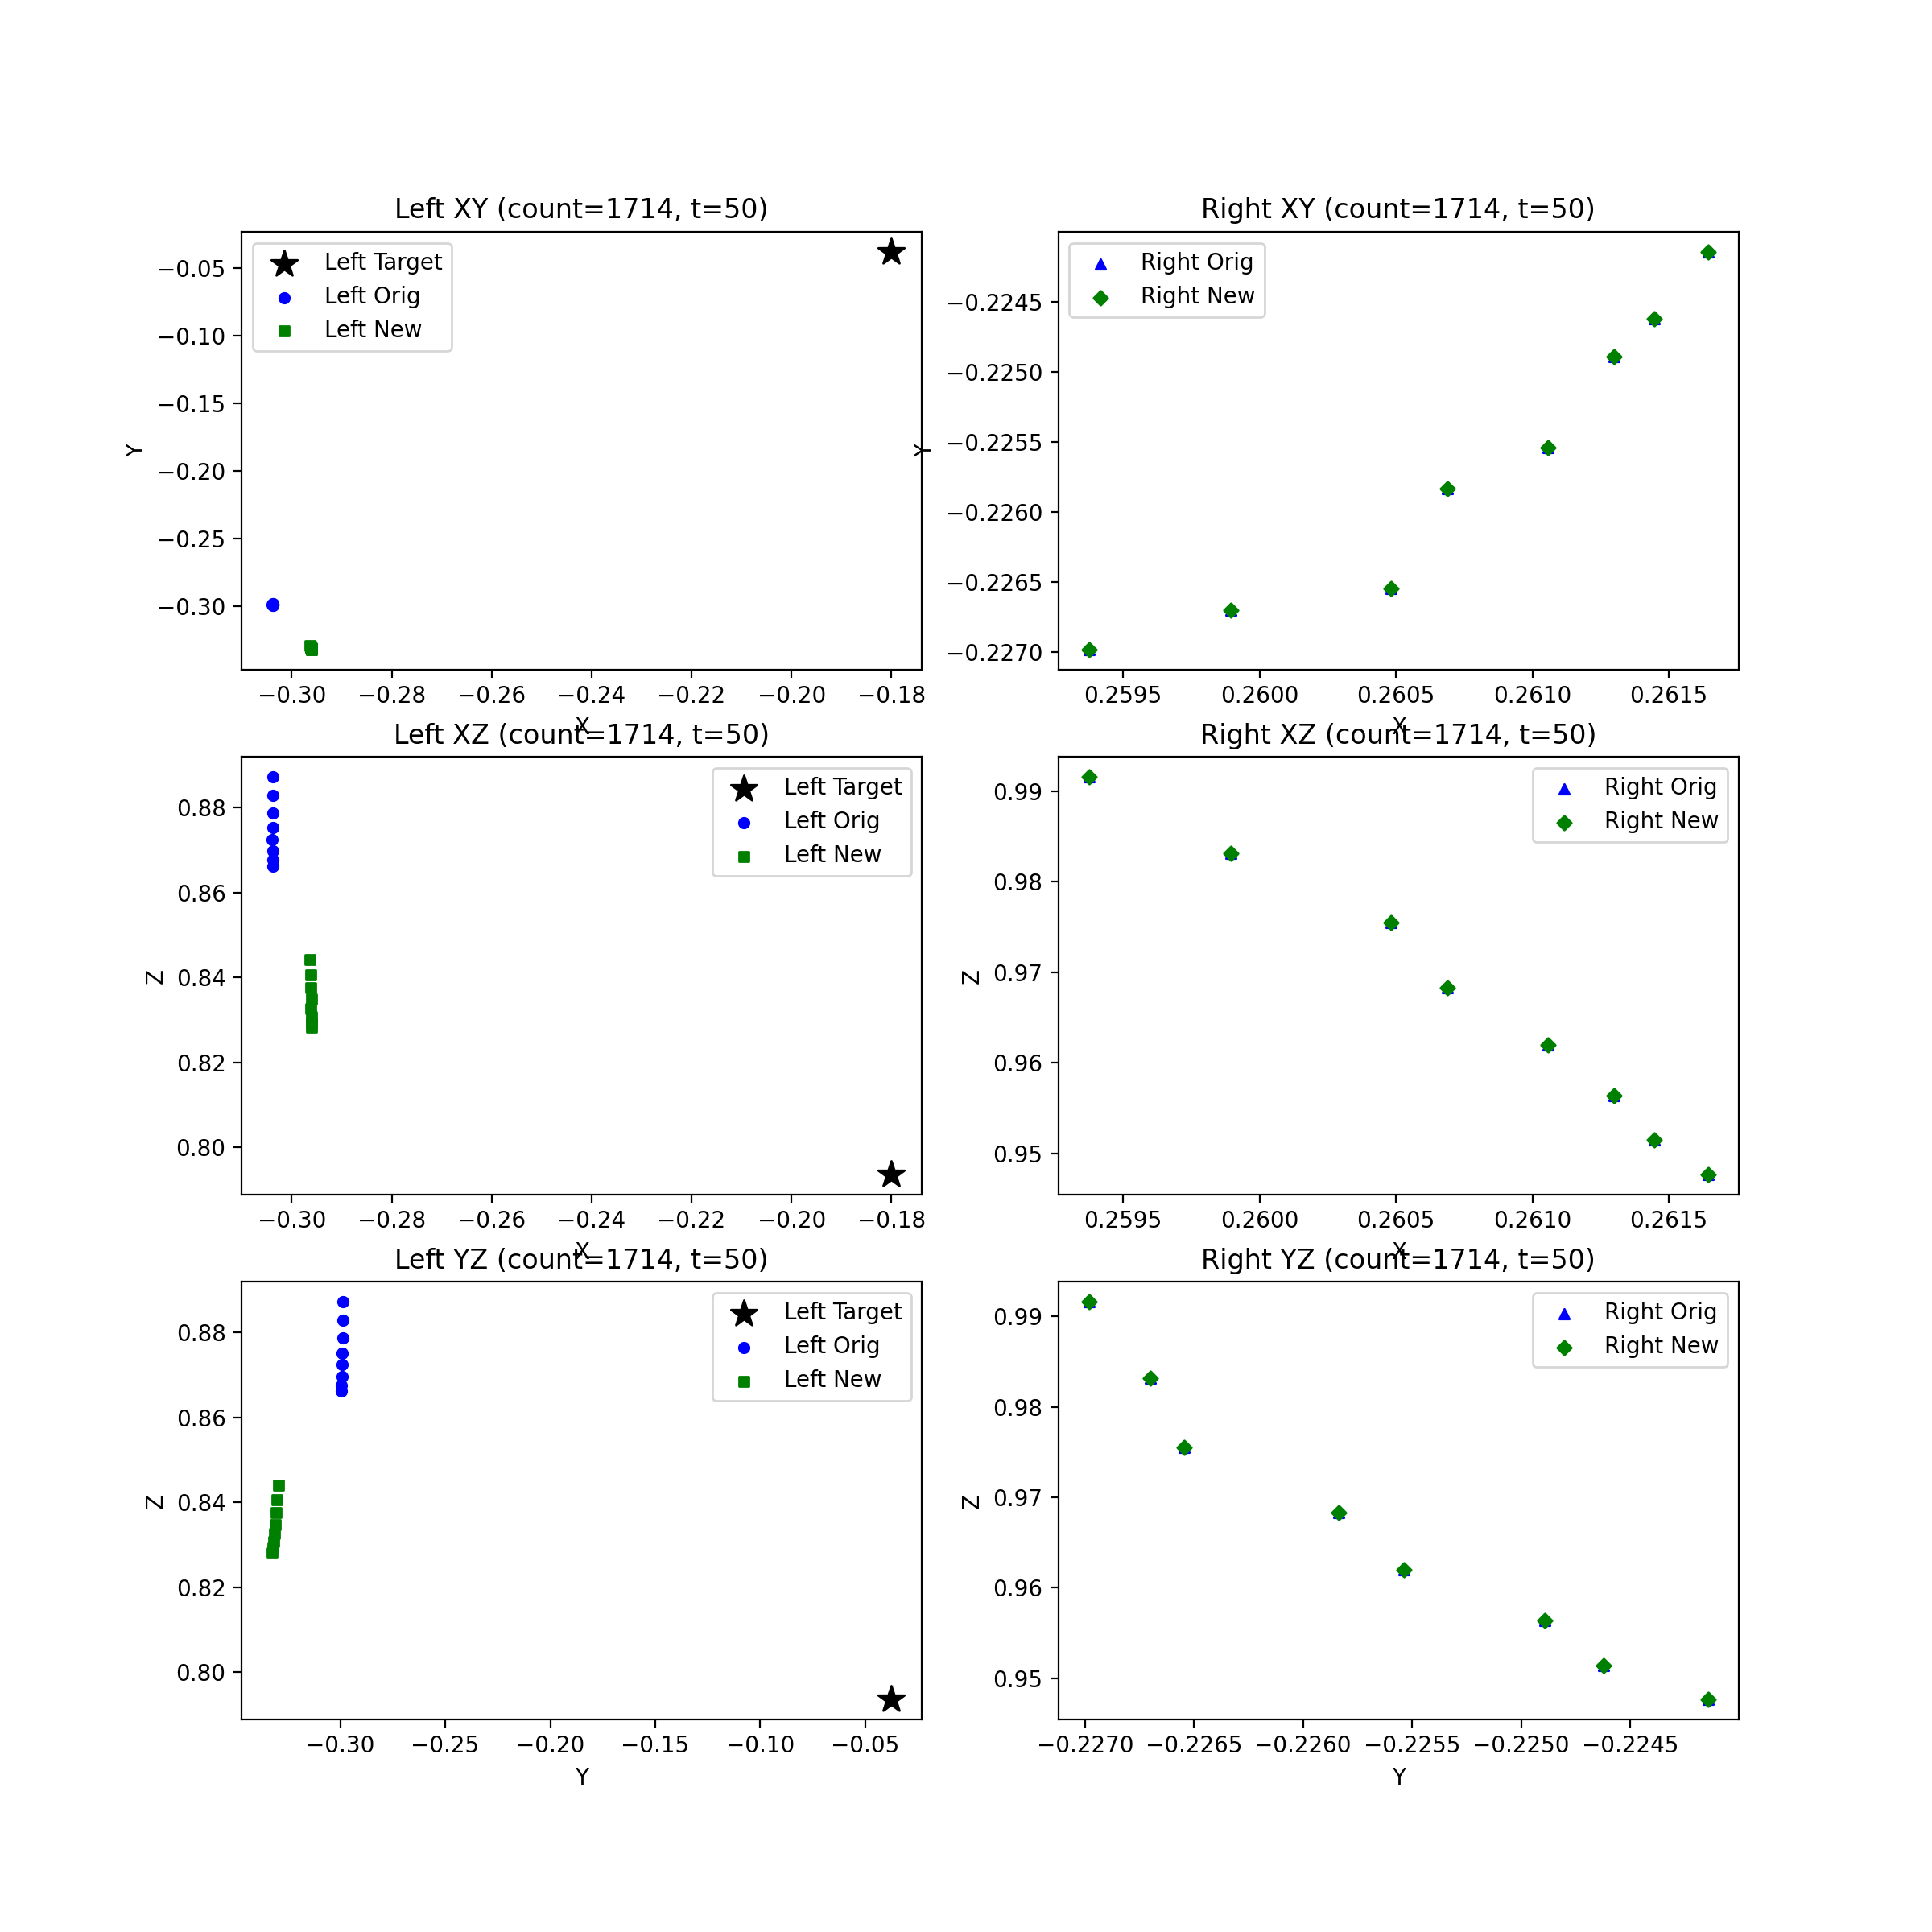 Left XY (count=1714, t=50)
Left Target
Left Orig
Left New
−0.05
−0.10
−0.15
−0.20
−0.25
−0.30
Y
−0.30 −0.28 −0.26 −0.24 −0.22 −0.20 −0.18
X
Right XY (count=1714, t=50)
Right Orig
Right New
−0.2245
−0.2250
−0.2255
−0.2260
−0.2265
−0.2270
Y
0.2595 0.2600 0.2605 0.2610 0.2615
X
Left XZ (count=1714, t=50)
Left Target
Left Orig
Left New
0.88
0.86
0.84
0.82
0.80
Z
−0.30 −0.28 −0.26 −0.24 −0.22 −0.20 −0.18
X
Right XZ (count=1714, t=50)
Right Orig
Right New
0.99
0.98
0.97
0.96
0.95
Z
0.2595 0.2600 0.2605 0.2610 0.2615
X
Left YZ (count=1714, t=50)
Left Target
Left Orig
Left New
0.88
0.86
0.84
0.82
0.80
Z
−0.30 −0.25 −0.20 −0.15 −0.10 −0.05
Y
Right YZ (count=1714, t=50)
Right Orig
Right New
0.99
0.98
0.97
0.96
0.95
Z
−0.2270 −0.2265 −0.2260 −0.2255 −0.2250 −0.2245
Y